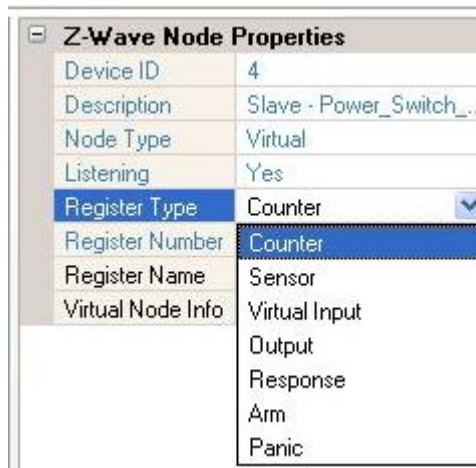 Z-Wave Node Properties
Device ID 4
Description Slave - Power_Switch_...
Node Type Virtual
Listening Yes
Register Type Counter
Register Number Counter
Register Name Sensor
Virtual Node Info Virtual Input
Output
Response
Arm
Panic